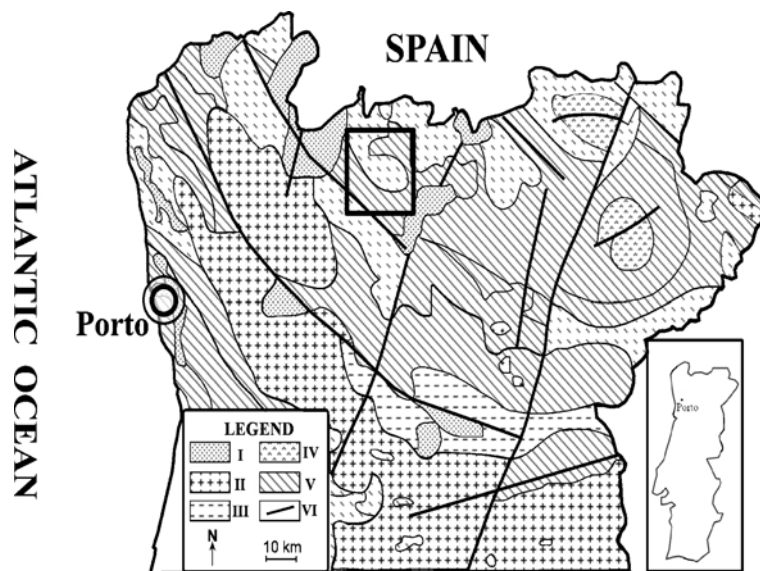 SPAIN
ATLANTIC OCEAN
Porto
Porto
LEGEND
I IV
II V
III VI
N
10 km